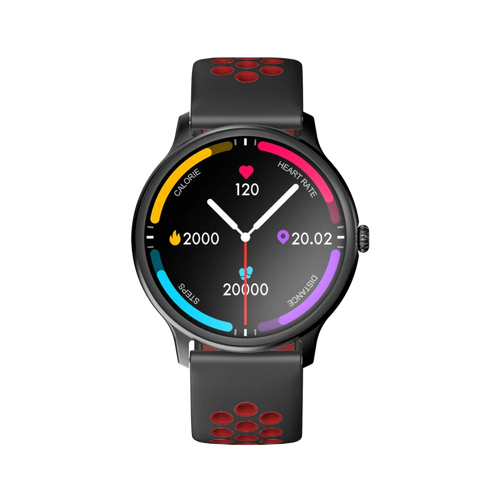 CALORIE
HEART RATE
120
2000
20.02
STEPS
20000
DISTANCE